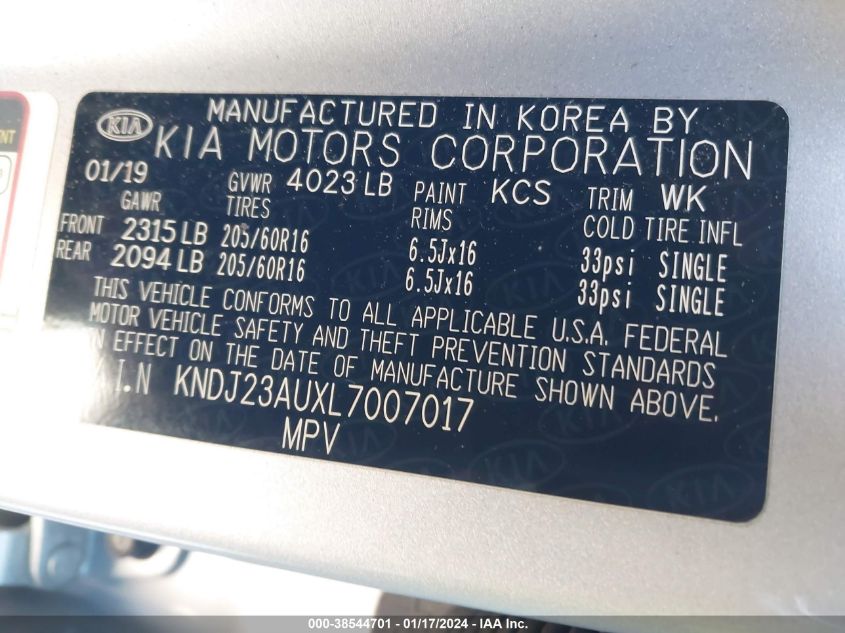 ENT
KIA
MANUFACTURED IN KOREA BY
KIA MOTORS CORPORATION
01/19 GVWR 4023 LB PAINT KCS TRIM WK
GAWR TIRES RIMS COLD TIRE INFL
FRONT 2315 LB 205/60R16 6.5Jx16 33psi SINGLE
REAR 2094 LB 205/60R16 6.5Jx16 33psi SINGLE
THIS VEHICLE CONFORMS TO ALL APPLICABLE U.S.A. FEDERAL
MOTOR VEHICLE SAFETY AND THEFT PREVENTION STANDARDS
IN EFFECT ON THE DATE OF MANUFACTURE SHOWN ABOVE.
I.N KNDJ23AUXL7007017
MPV
000-38544701 - 01/17/2024 - IAA Inc.